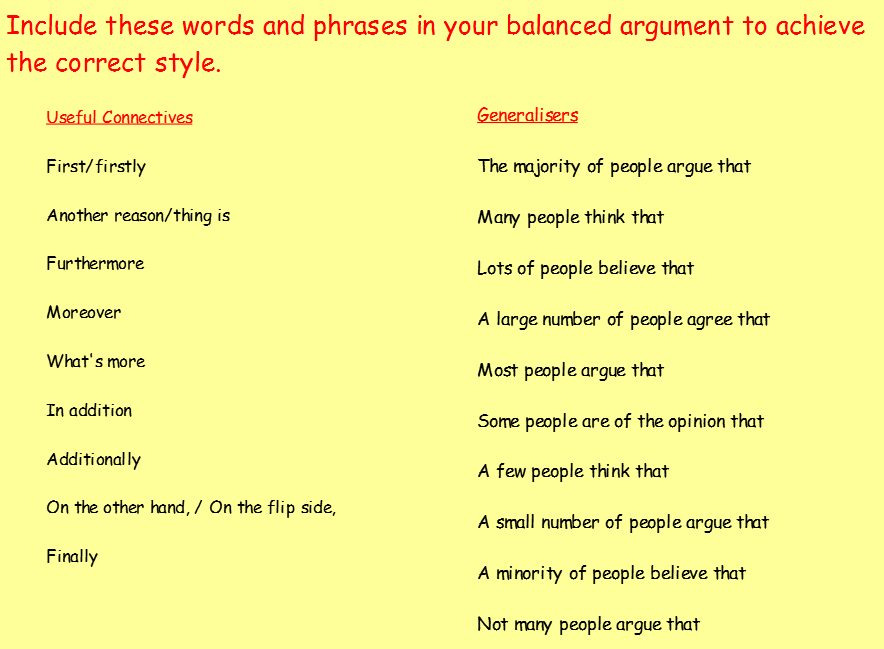 Include these words and phrases in your balanced argument to achieve
the correct style.
Useful Connectives
First/firstly
Another reason/thing is
Furthermore
Moreover
What's more
In addition
Additionally
On the other hand, / On the flip side,
Finally
Generalisers
The majority of people argue that
Many people think that
Lots of people believe that
A large number of people agree that
Most people argue that
Some people are of the opinion that
A few people think that
A small number of people argue that
A minority of people believe that
Not many people argue that